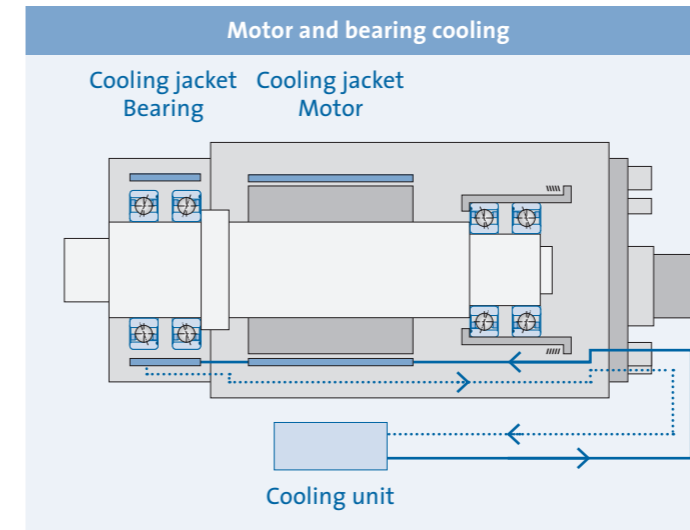 Motor and bearing cooling
Cooling jacket
Bearing
Cooling jacket
Motor
Cooling unit